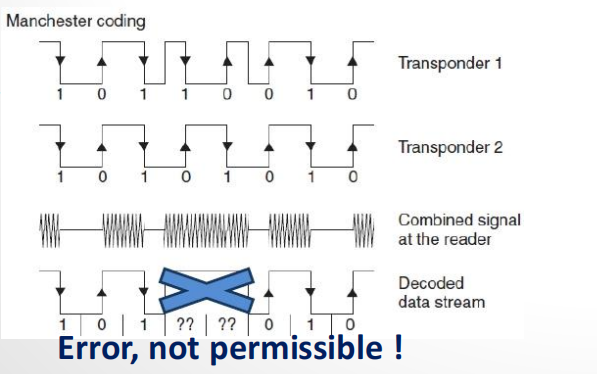 Manchester coding
1 0 1 1 0 0 1 0
Transponder 1
1 0 1 0 1 0 1 0
Transponder 2
Combined signal
at the reader
Decoded
data stream
1 0 1 ?? ?? 0 1 0
Error, not permissible !